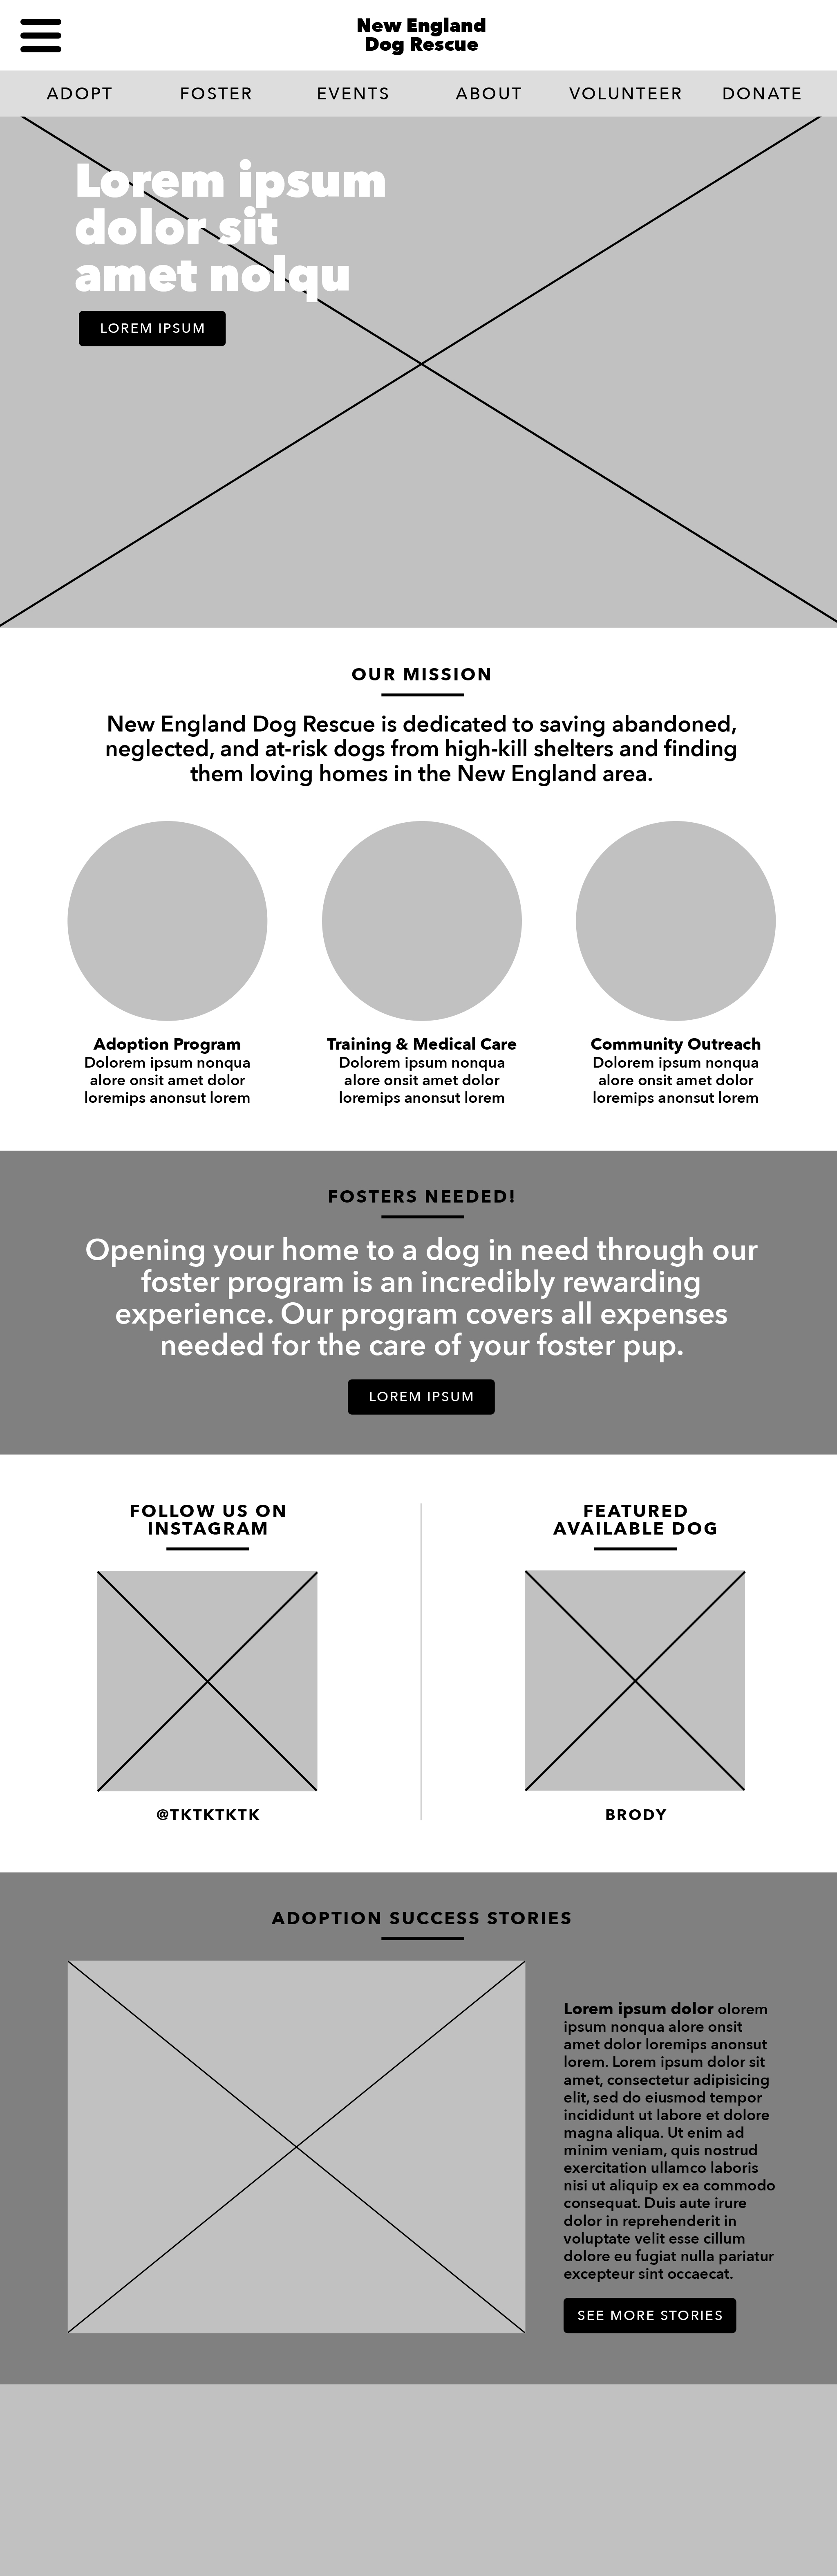 New England
Dog Rescue
ADOPT FOSTER EVENTS ABOUT VOLUNTEER DONATE
Lorem ipsum
dolor sit
amet nolqu
LOREM IPSUM
OUR MISSION
New England Dog Rescue is dedicated to saving abandoned,
neglected, and at-risk dogs from high-kill shelters and finding
them loving homes in the New England area.
Adoption Program
Dolorem ipsum nonqua
alore onsit amet dolor
loremips anonsut lorem
Training & Medical Care
Dolorem ipsum nonqua
alore onsit amet dolor
loremips anonsut lorem
Community Outreach
Dolorem ipsum nonqua
alore onsit amet dolor
loremips anonsut lorem
FOSTERS NEEDED!
Opening your home to a dog in need through our
foster program is an incredibly rewarding
experience. Our program covers all expenses
needed for the care of your foster pup.
LOREM IPSUM
FOLLOW US ON
INSTAGRAM
@TKTKTKTK
FEATURED
AVAILABLE DOG
BRODY
ADOPTION SUCCESS STORIES
Lorem ipsum dolor olorem
ipsum nonqua alore onsit
amet dolor loremips anonsut
lorem. Lorem ipsum dolor sit
amet, consectetur adipisicing
elit, sed do eiusmod tempor
incididunt ut labore et dolore
magna aliqua. Ut enim ad
minim veniam, quis nostrud
exercitation ullamco laboris
nisi ut aliquip ex ea commodo
consequat. Duis aute irure
dolor in reprehenderit in
voluptate velit esse cillum
dolore eu fugiat nulla pariatur
excepteur sint occaecat.
SEE MORE STORIES